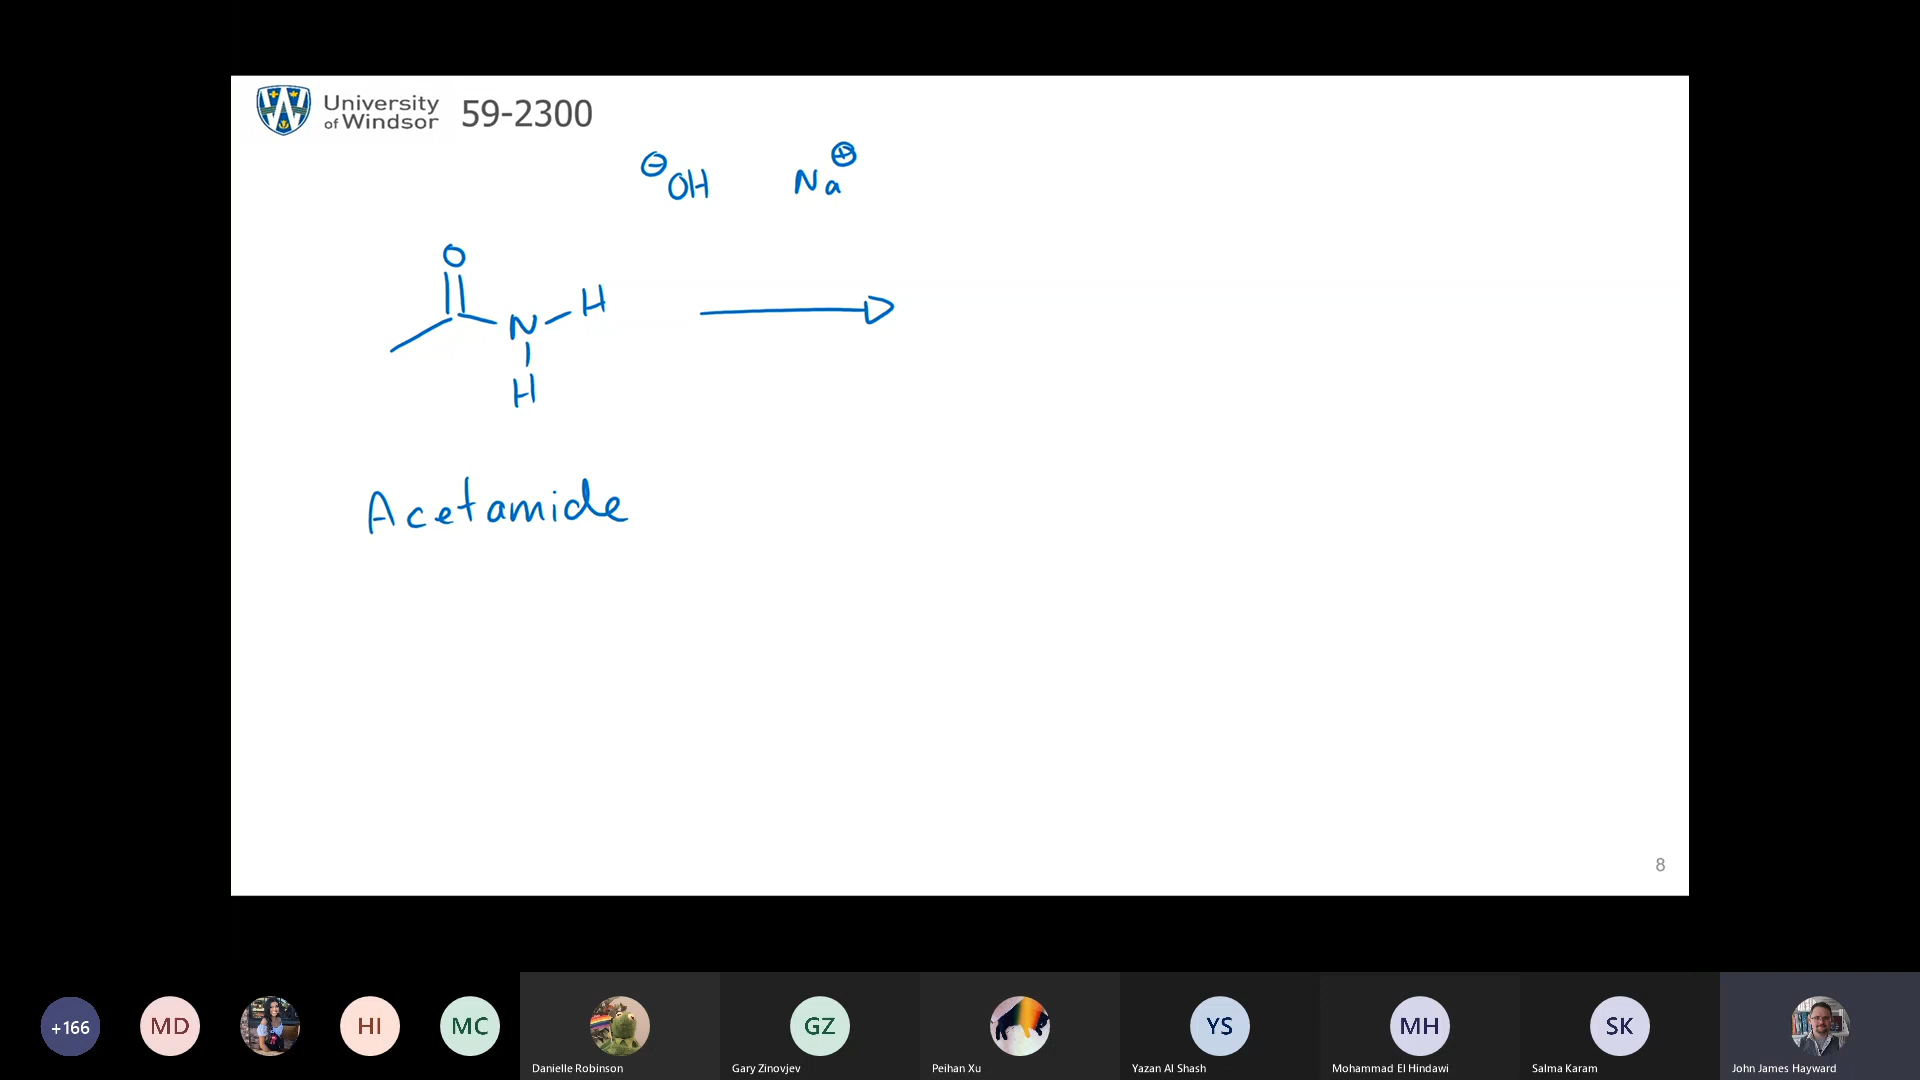 University
of Windsor
59-2300
⊖
OH Na ⊕
O
N H
H
Acetamide
8
+166
MD
HI
MC
GZ
YS
MH
SK
Danielle Robinson
Gary Zinovjev
Peihan Xu
Yazan Al Shash
Mohammad El Hindawi
Salma Karam
John James Hayward